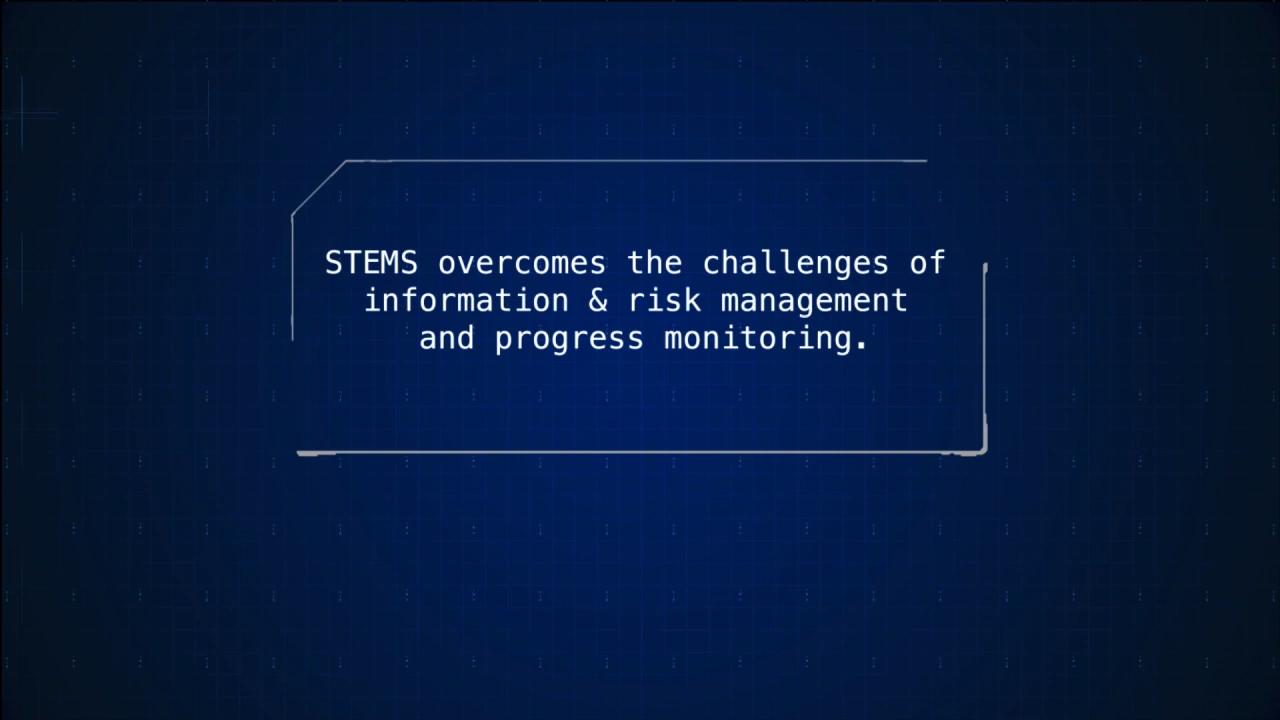 STEMS overcomes the challenges of
information & risk management
and progress monitoring.